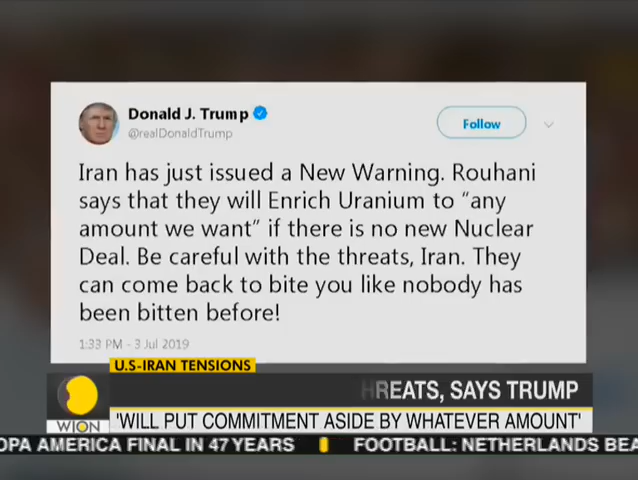 Donald J. Trump
@realDonaldTrump
Follow
Iran has just issued a New Warning. Rouhani
says that they will Enrich Uranium to “any
amount we want” if there is no new Nuclear
Deal. Be careful with the threats, Iran. They
can come back to bite you like nobody has
been bitten before!
1:33 PM - 3 Jul 2019
U.S-IRAN TENSIONS
HREATS, SAYS TRUMP
WION
'WILL PUT COMMITMENT ASIDE BY WHATEVER AMOUNT'
OPA AMERICA FINAL IN 47 YEARS FOOTBALL: NETHERLANDS BEA